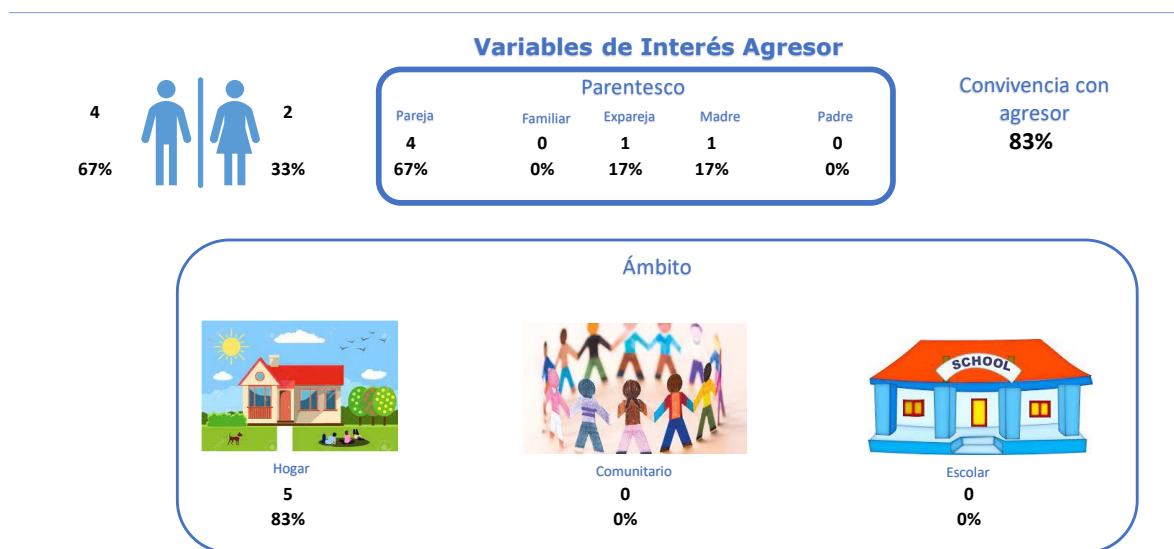 Variables de Interés Agresor
4
2
67%
33%
Parentesco
Pareja Familiar Expareja Madre Padre
4 0 1 1 0
67% 0% 17% 17% 0%
Convivencia con
agresor
83%
Ámbito
SCHOOL
Hogar Comunitario Escolar
5 0 0
83% 0% 0%